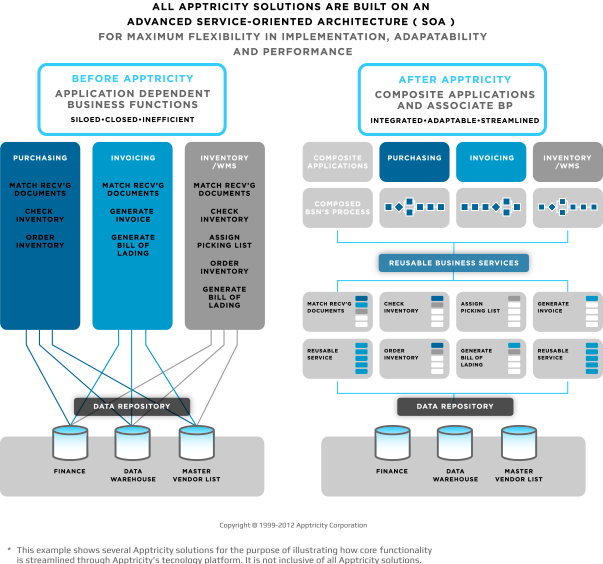 ALL APPTRICITY SOLUTIONS ARE BUILT ON AN
ADVANCED SERVICE-ORIENTED ARCHITECTURE ( SOA )
FOR MAXIMUM FLEXIBILITY IN IMPLEMENTATION, ADAPATABILITY
AND PERFORMANCE
BEFORE APPTRICITY
APPLICATION DEPENDENT
BUSINESS FUNCTIONS
SILOED•CLOSED•INEFFICIENT
PURCHASING
MATCH RECV'G
DOCUMENTS
CHECK
INVENTORY
ORDER
INVENTORY
INVOICING
MATCH RECV'G
DOCUMENTS
GENERATE
INVOICE
GENERATE
BILL OF
LADING
INVENTORY
/WMS
MATCH RECV'G
DOCUMENTS
CHECK
INVENTORY
ASSIGN
PICKING LIST
ORDER
INVENTORY
GENERATE
BILL OF
LADING
DATA REPOSITORY
FINANCE
DATA
WAREHOUSE
MASTER
VENDOR LIST
AFTER APPTRICITY
COMPOSITE APPLICATIONS
AND ASSOCIATE BP
INTEGRATED•ADAPTABLE•STREAMLINED
COMPOSITE
APPLICATIONS
PURCHASING
INVOICING
INVENTORY
/WMS
COMPOSED
BSN'S PROCESS
REUSABLE BUSINESS SERVICES
MATCH RECV'G
DOCUMENTS
CHECK
INVENTORY
ASSIGN
PICKING LIST
GENERATE
INVOICE
REUSABLE
SERVICE
ORDER
INVENTORY
GENERATE
BILL OF
LADING
REUSABLE
SERVICE
DATA REPOSITORY
FINANCE
DATA
WAREHOUSE
MASTER
VENDOR LIST
Copyright @ 1999-2012 Apptricity Corporation
* This example shows several Apptricity solutions for the purpose of illustrating how core functionality
is streamlined through Apptricity's tecnology platform. It is not inclusive of all Apptricity solutions.